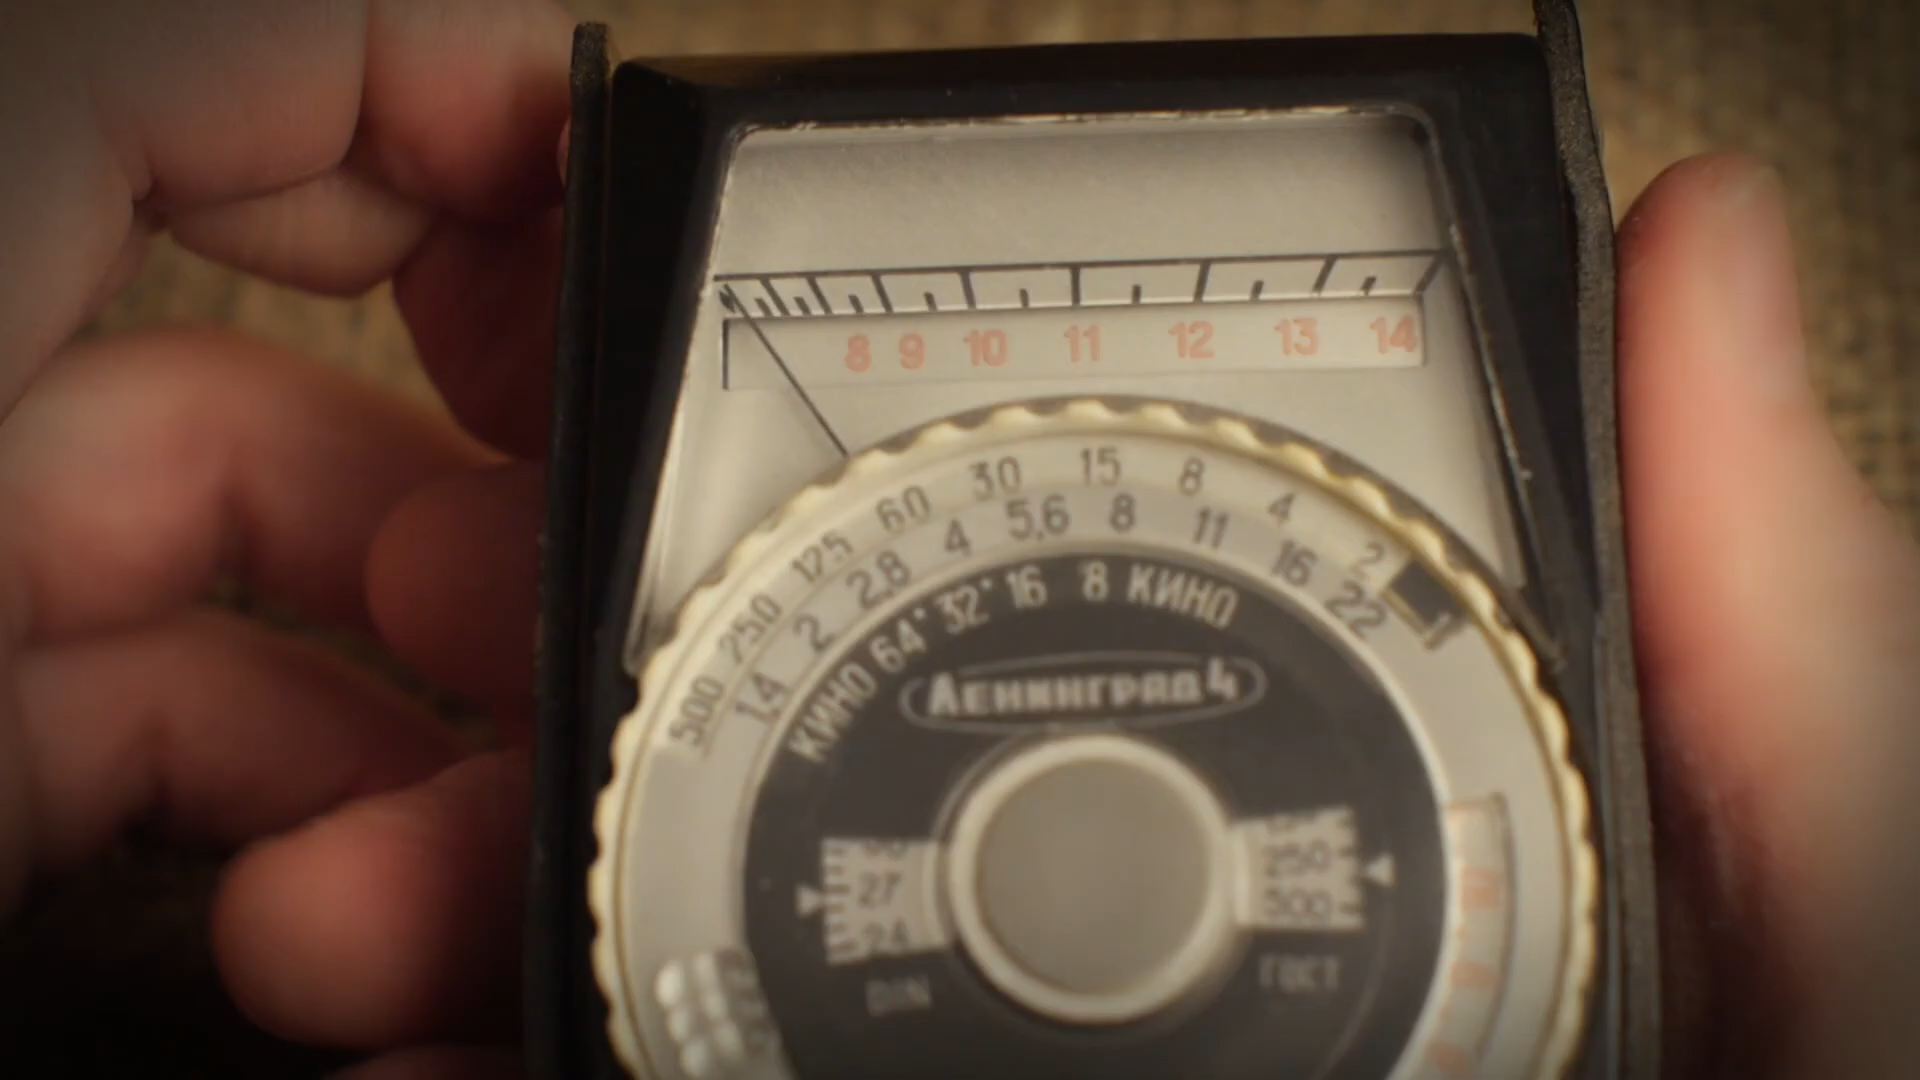 8 9 10 11 12 13 14
500 250 125 60 30 15 8 4 2 1
1,4 2 2,8 4 5,6 8 11 16 22
КИНО 64 32 16 8 КИНО
ЛЕНИНГРАД 4
27
24
DIN
250
500
ГОСТ